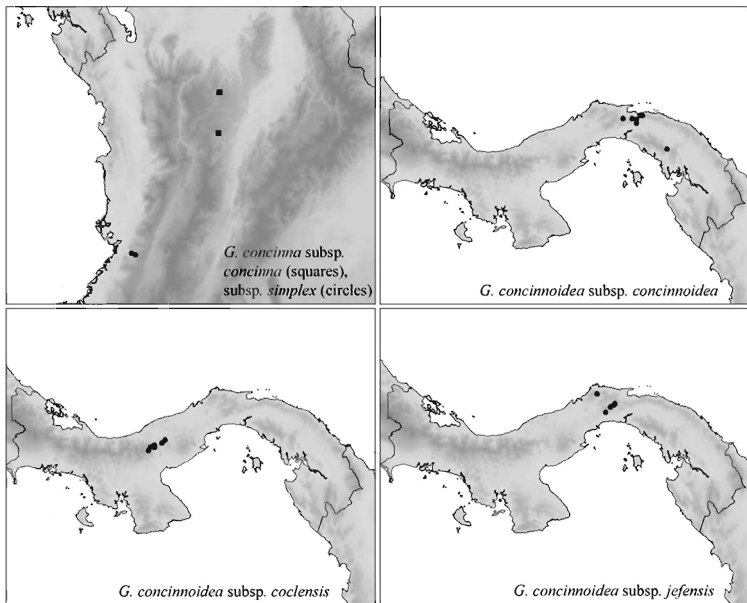 G. concinna subsp.
concinna (squares),
subsp. simplex (circles)
G. concinnoidea subsp. concinnoidea
G. concinnoidea subsp. coclensis
G. concinnoidea subsp. jefensis